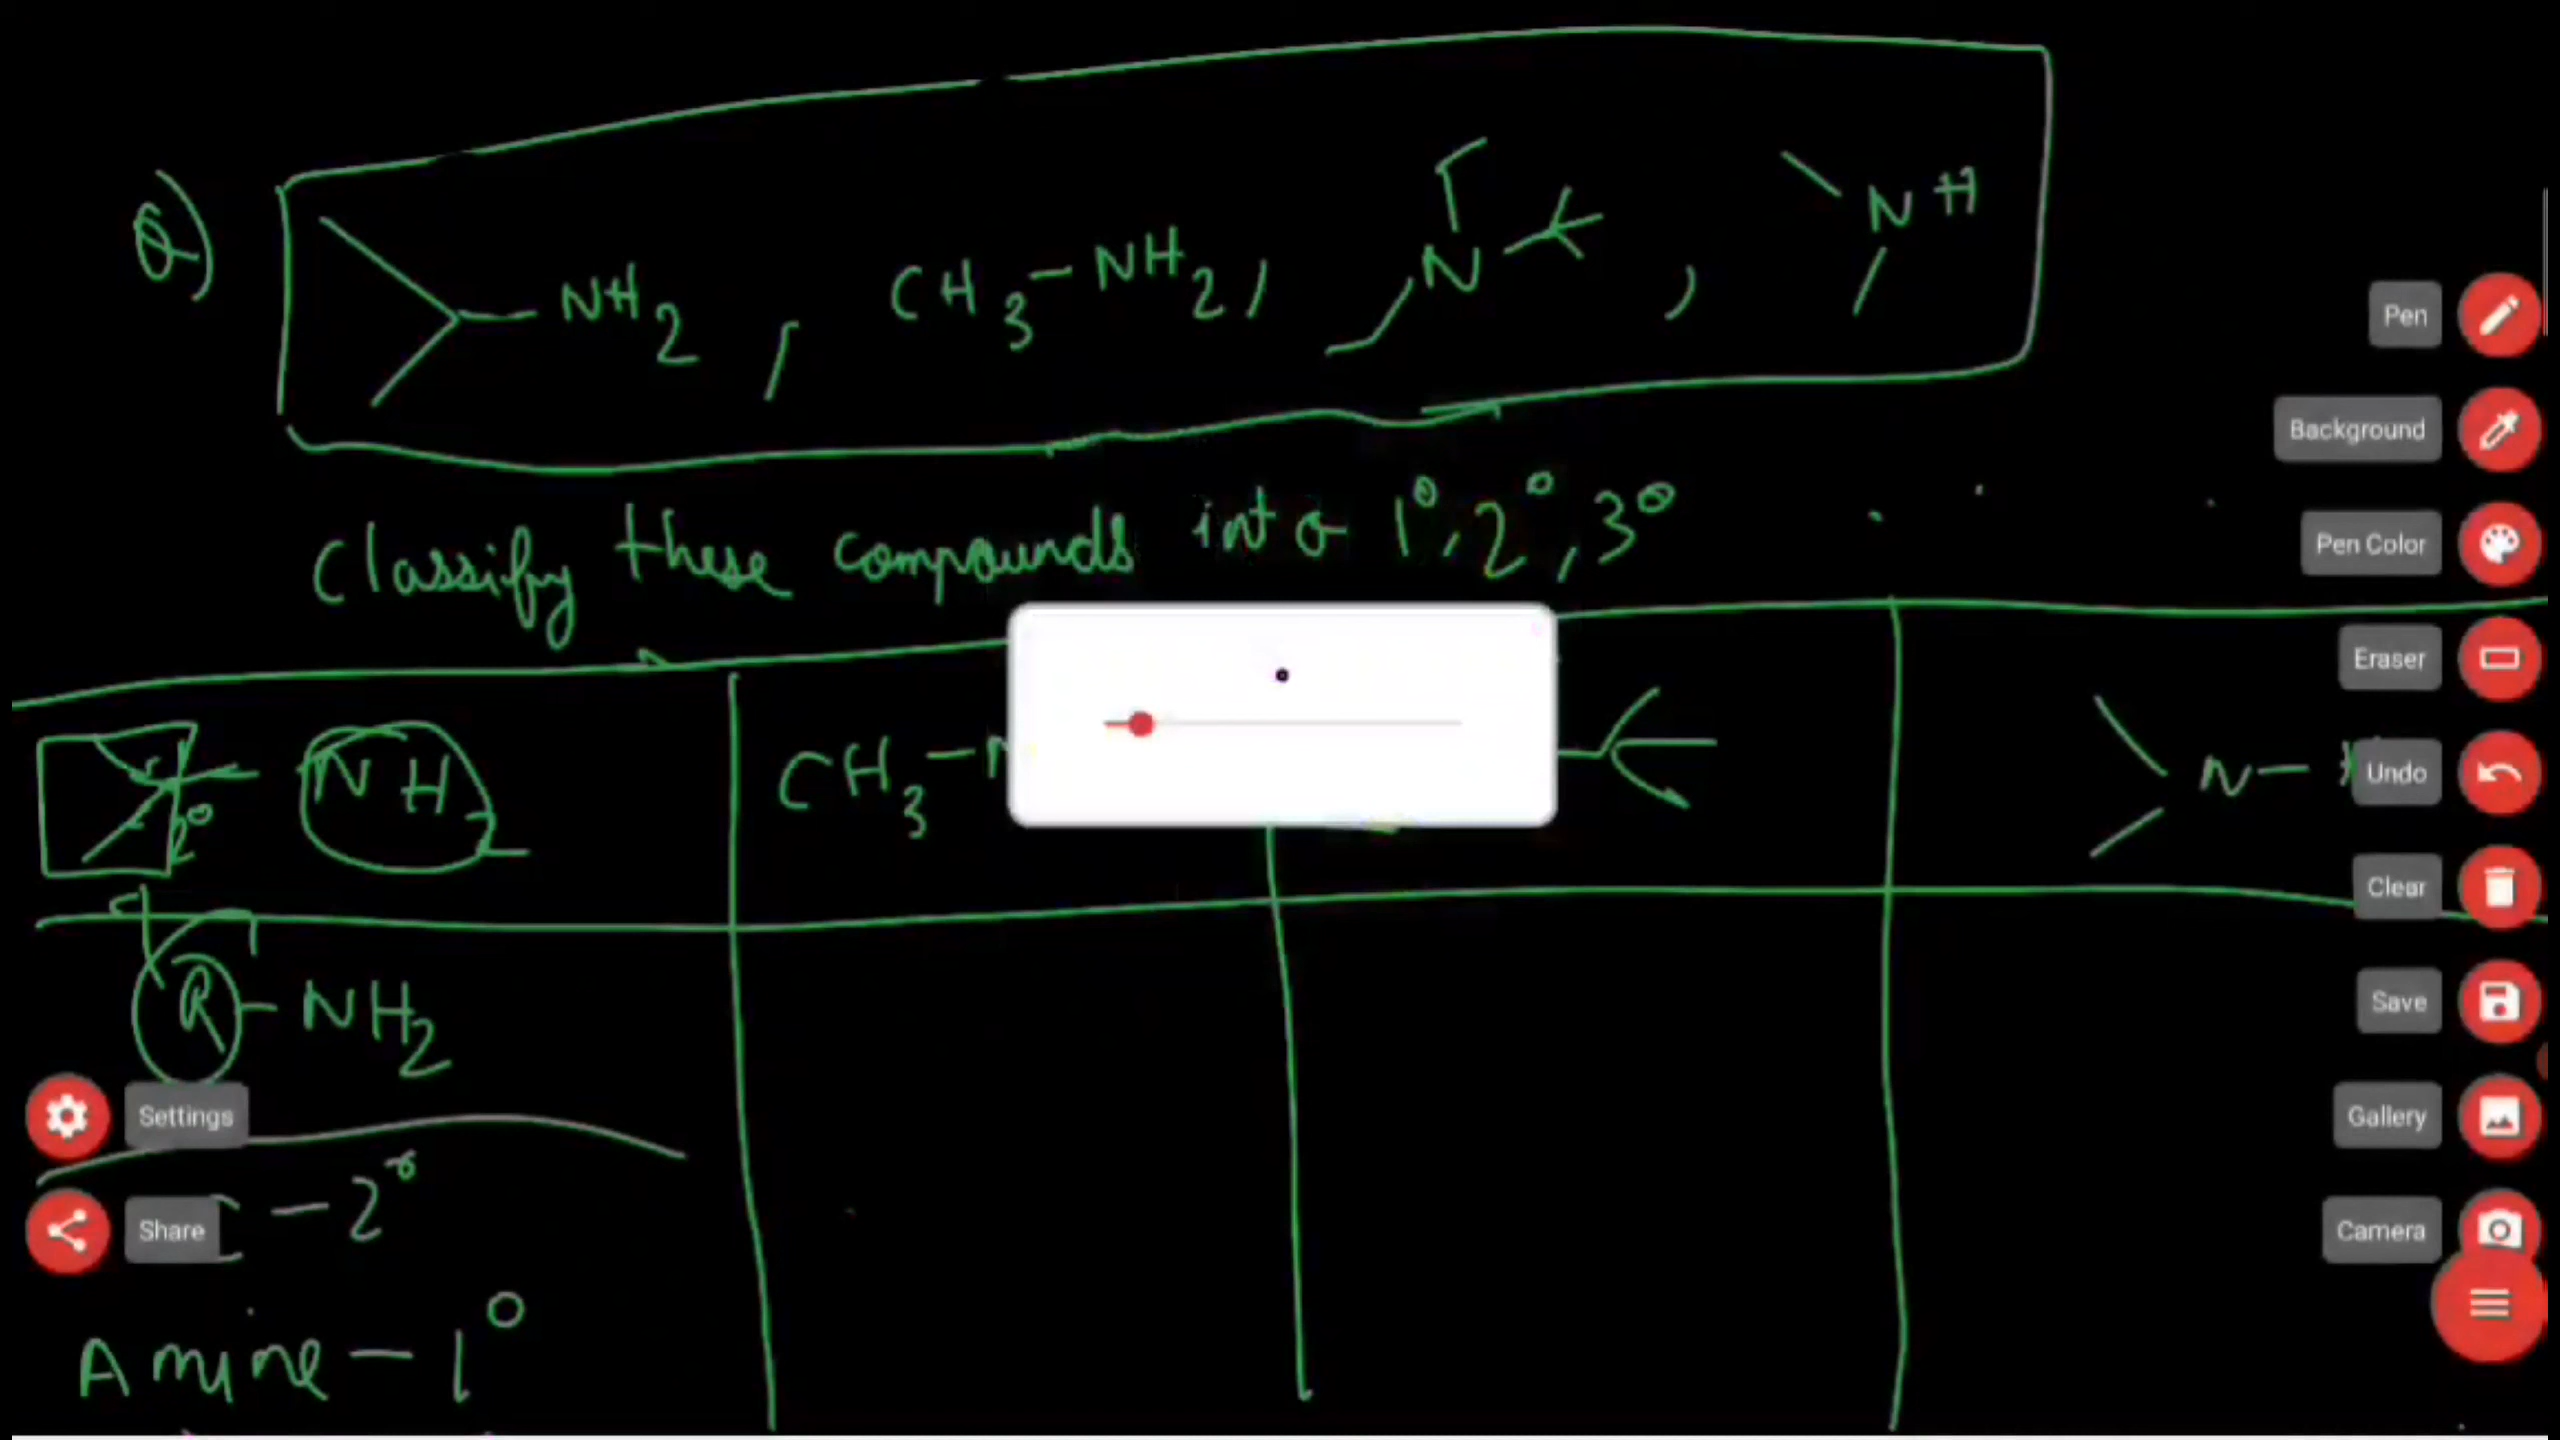 Q) NH2 , CH3-NH2, N , NH
Classify these compounds into 1°, 2°, 3°
NH2 CH3- N-
2°
R-NH2
-2°
Amine-1°
Pen
Background
Pen Color
Eraser
Undo
Clear
Save
Gallery
Camera
Settings
Share